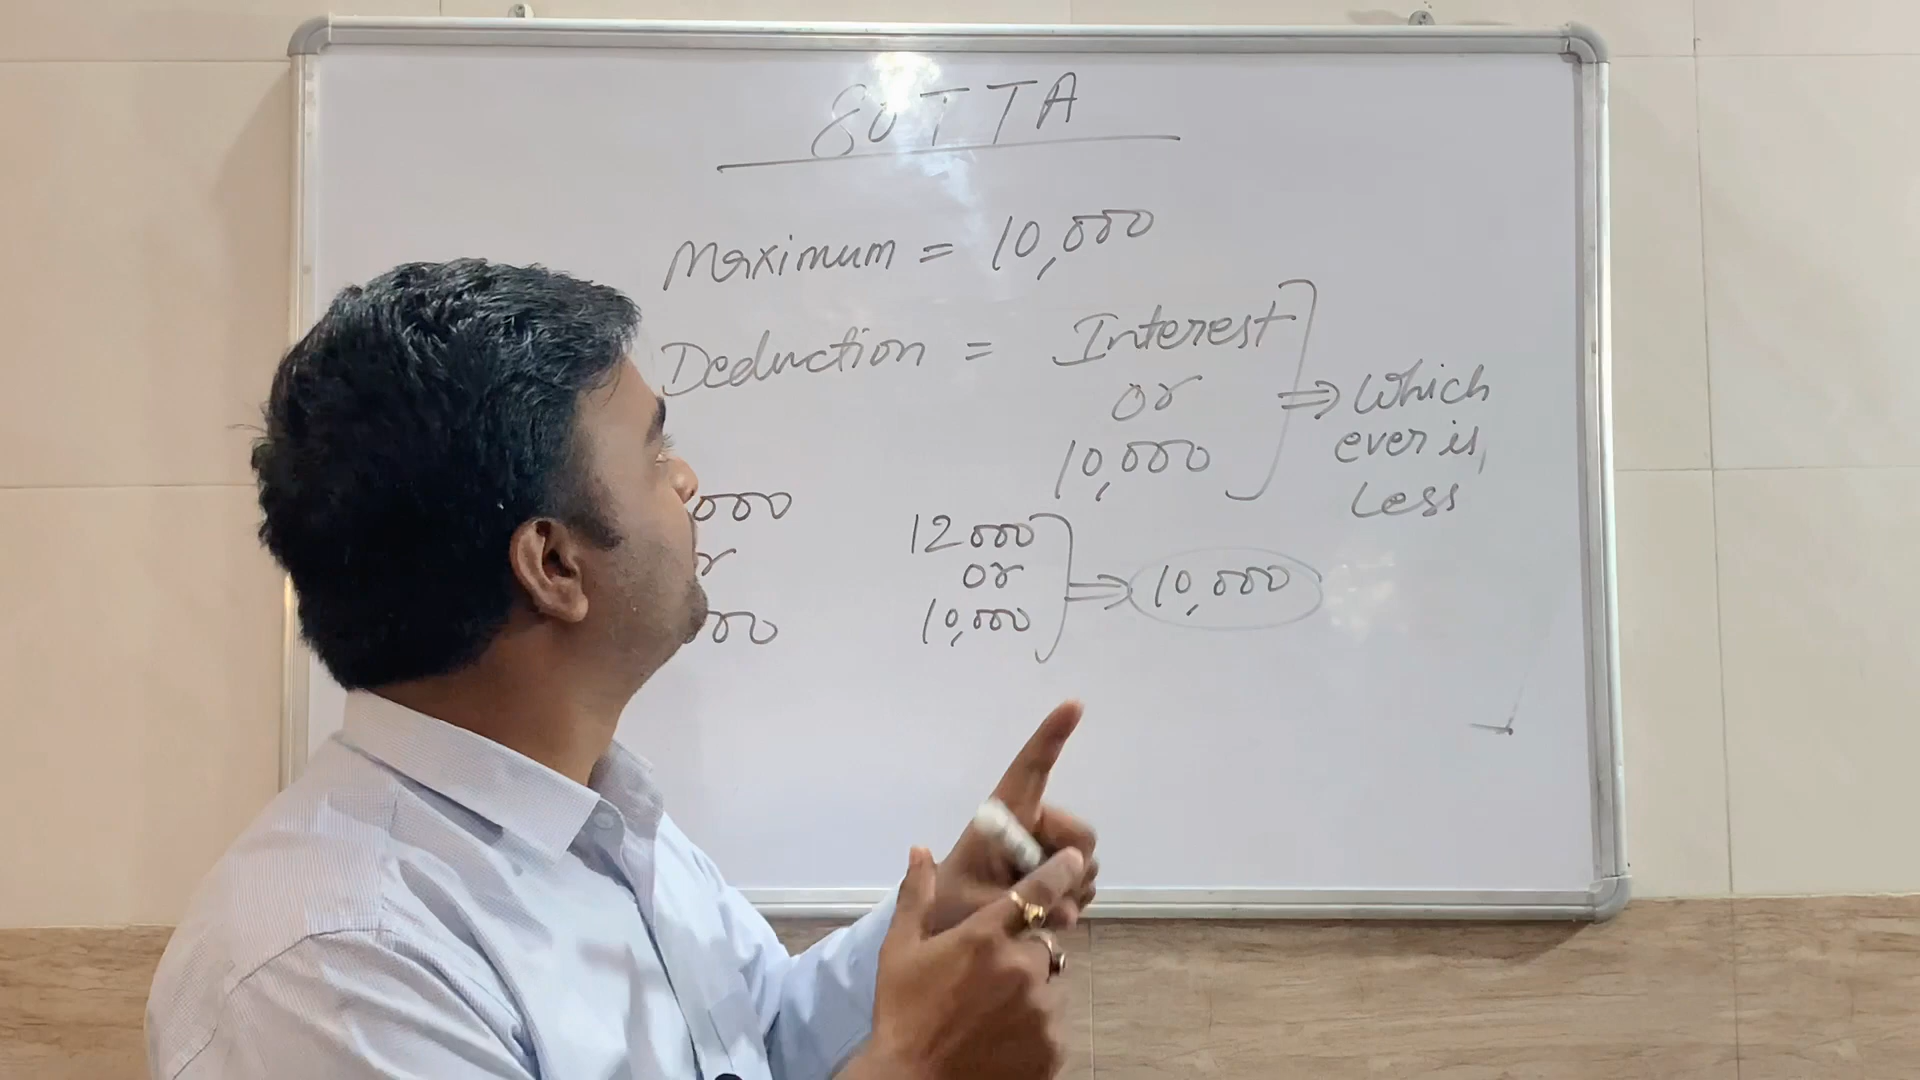 80TTA
Maximum = 10,000
Deduction = Interest
or
10,000
⇒ Which
ever is
Less
000
12000
or
10,000
⇒ 10,000